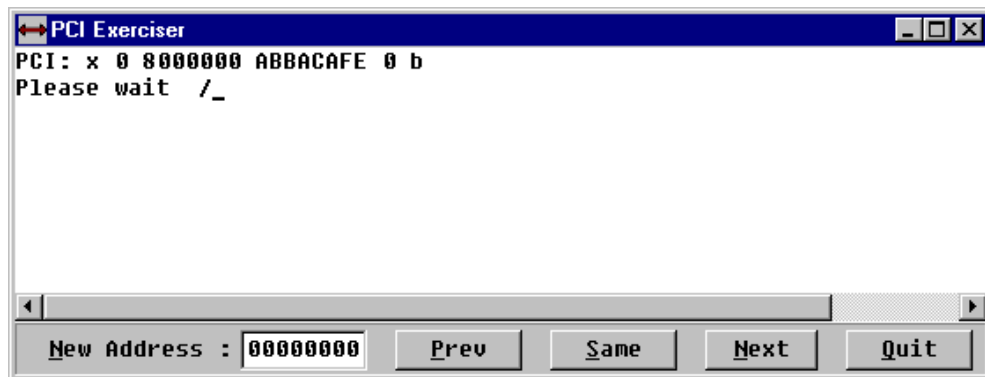 PCI Exerciser
PCI: x 0 8000000 ABBACAFE 0 b
Please wait /_
New Address : 00000000 Prev Same Next Quit